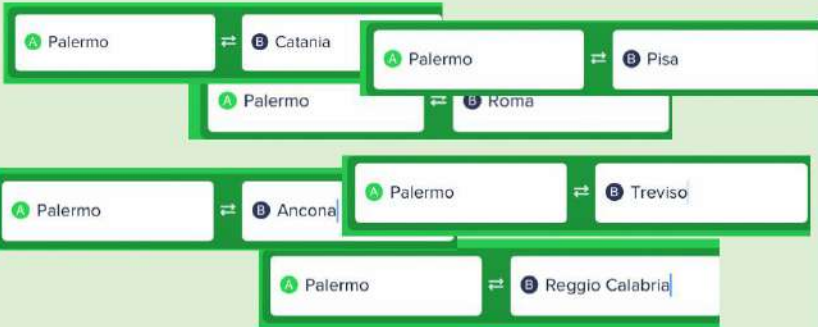 A Palermo ⇄ B Catania
A Palermo ⇄ B Pisa
A Palermo ⇄ B Roma
A Palermo ⇄ B Ancona
A Palermo ⇄ B Treviso
A Palermo ⇄ B Reggio Calabria